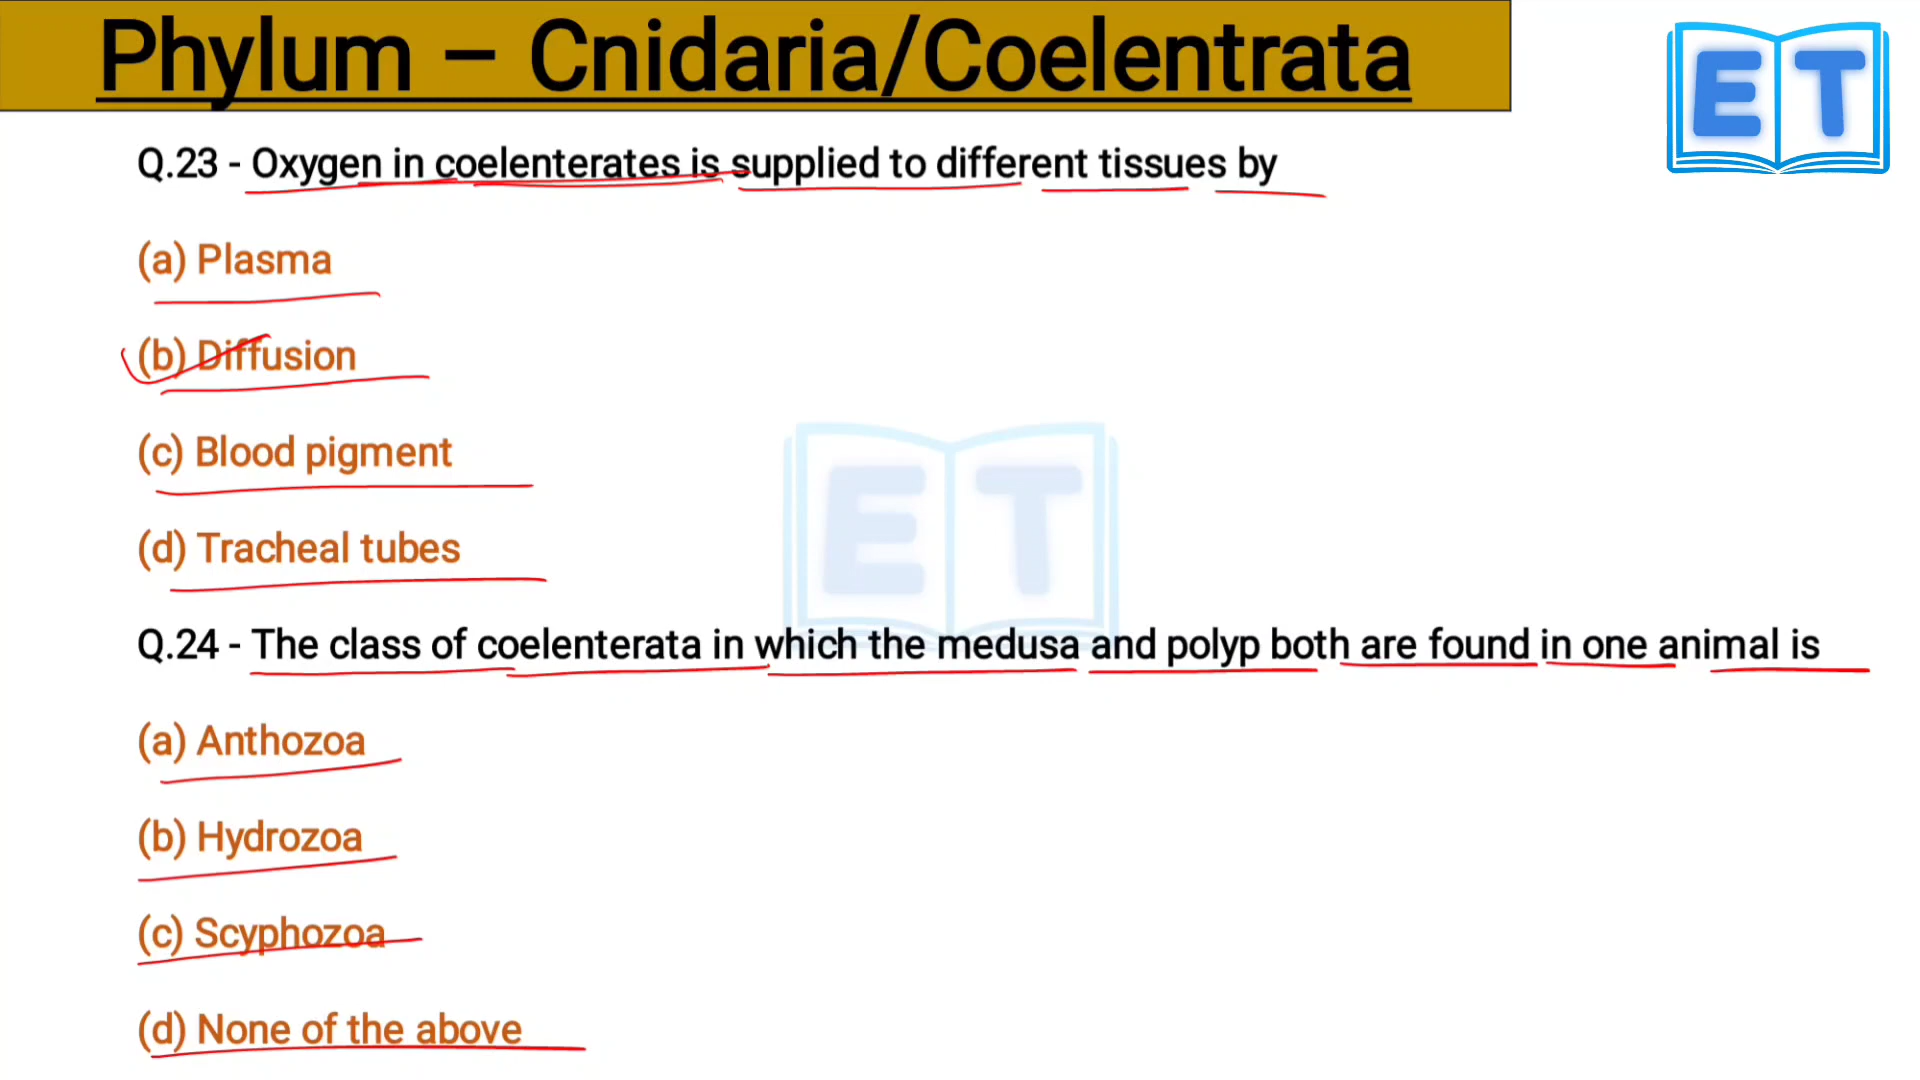 Phylum – Cnidaria/Coelentrata
ET
Q.23 - Oxygen in coelenterates is supplied to different tissues by
(a) Plasma
(b) Diffusion
(c) Blood pigment
(d) Tracheal tubes
ET
Q.24 - The class of coelenterata in which the medusa and polyp both are found in one animal is
(a) Anthozoa
(b) Hydrozoa
(c) Scyphozoa
(d) None of the above